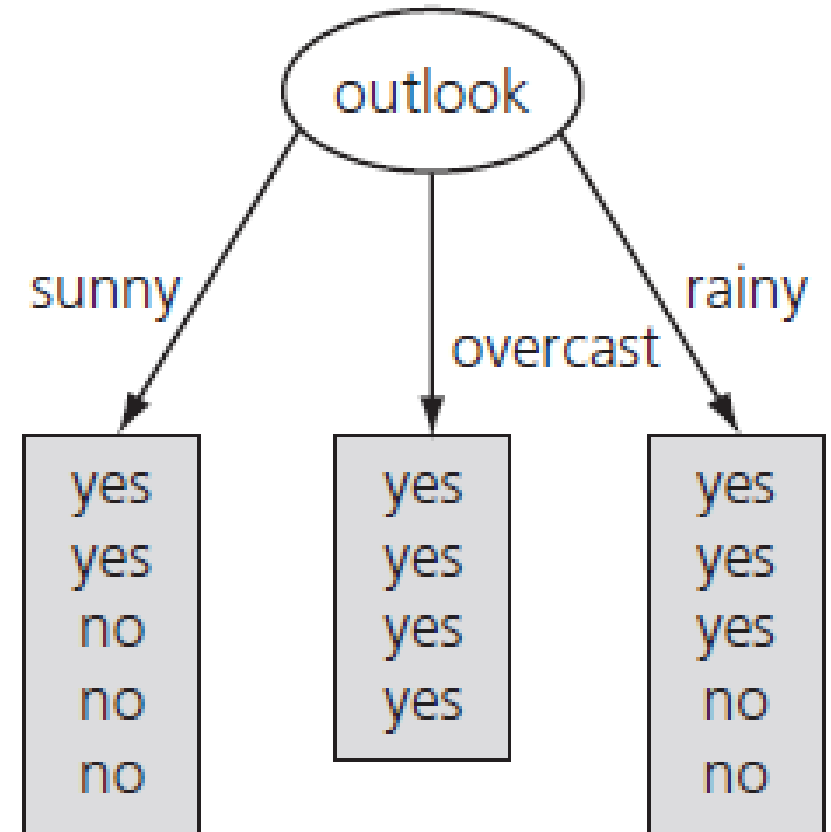 outlook
sunny
overcast
rainy
yes
yes
no
no
no
yes
yes
yes
yes
yes
yes
yes
no
no